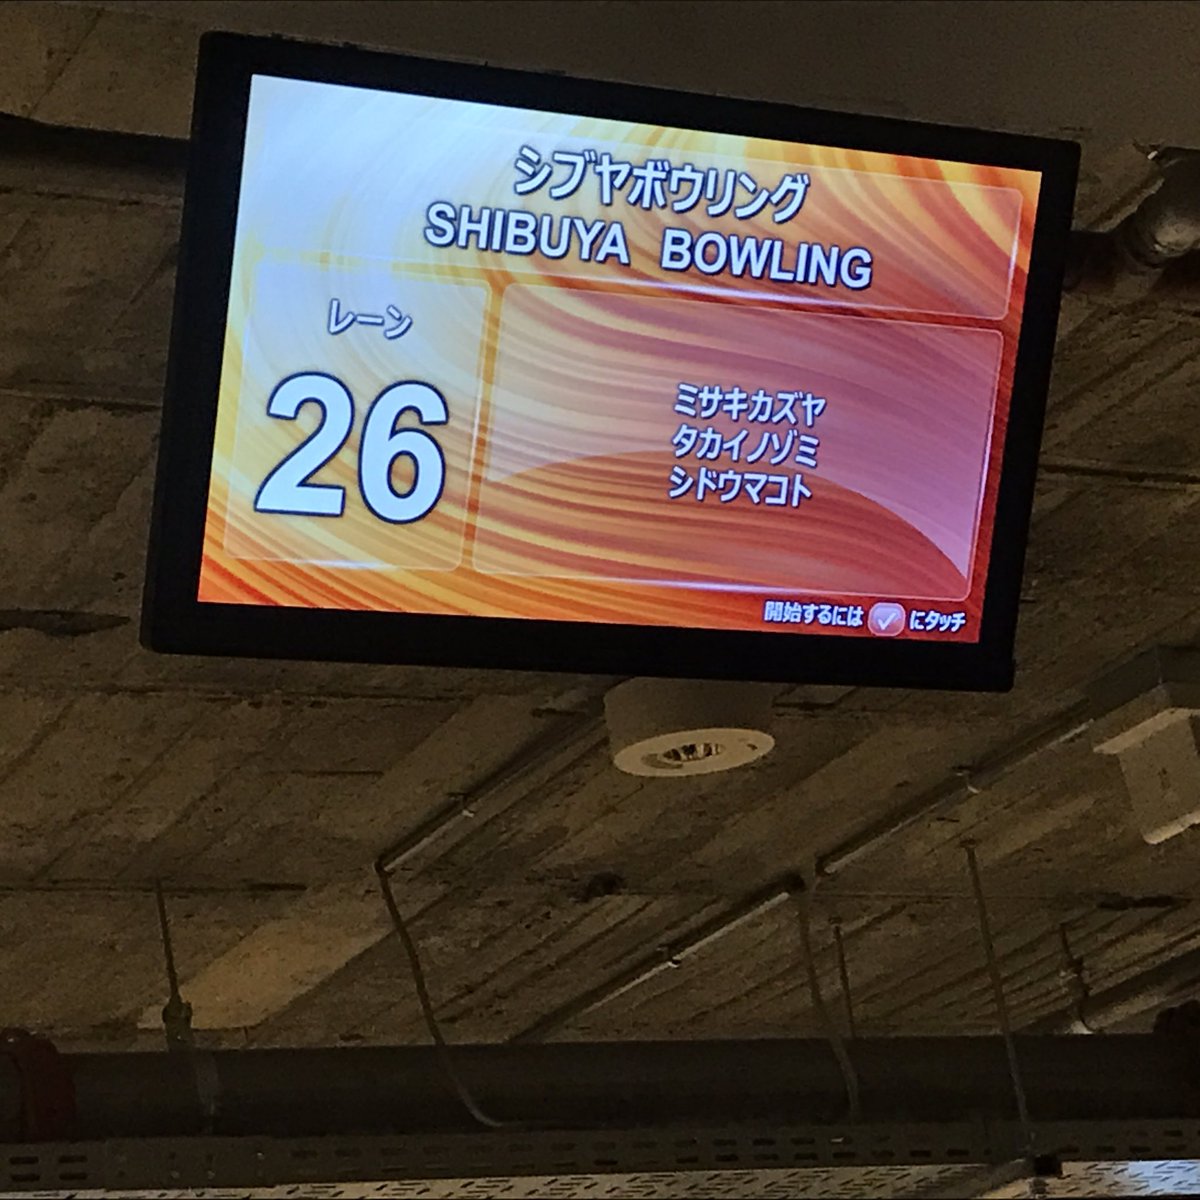 シブヤボウリング
SHIBUYA BOWLING
レーン
26
ミサキカズヤ
タカイノゾミ
シドウマコト
開始するには ✓ にタッチ